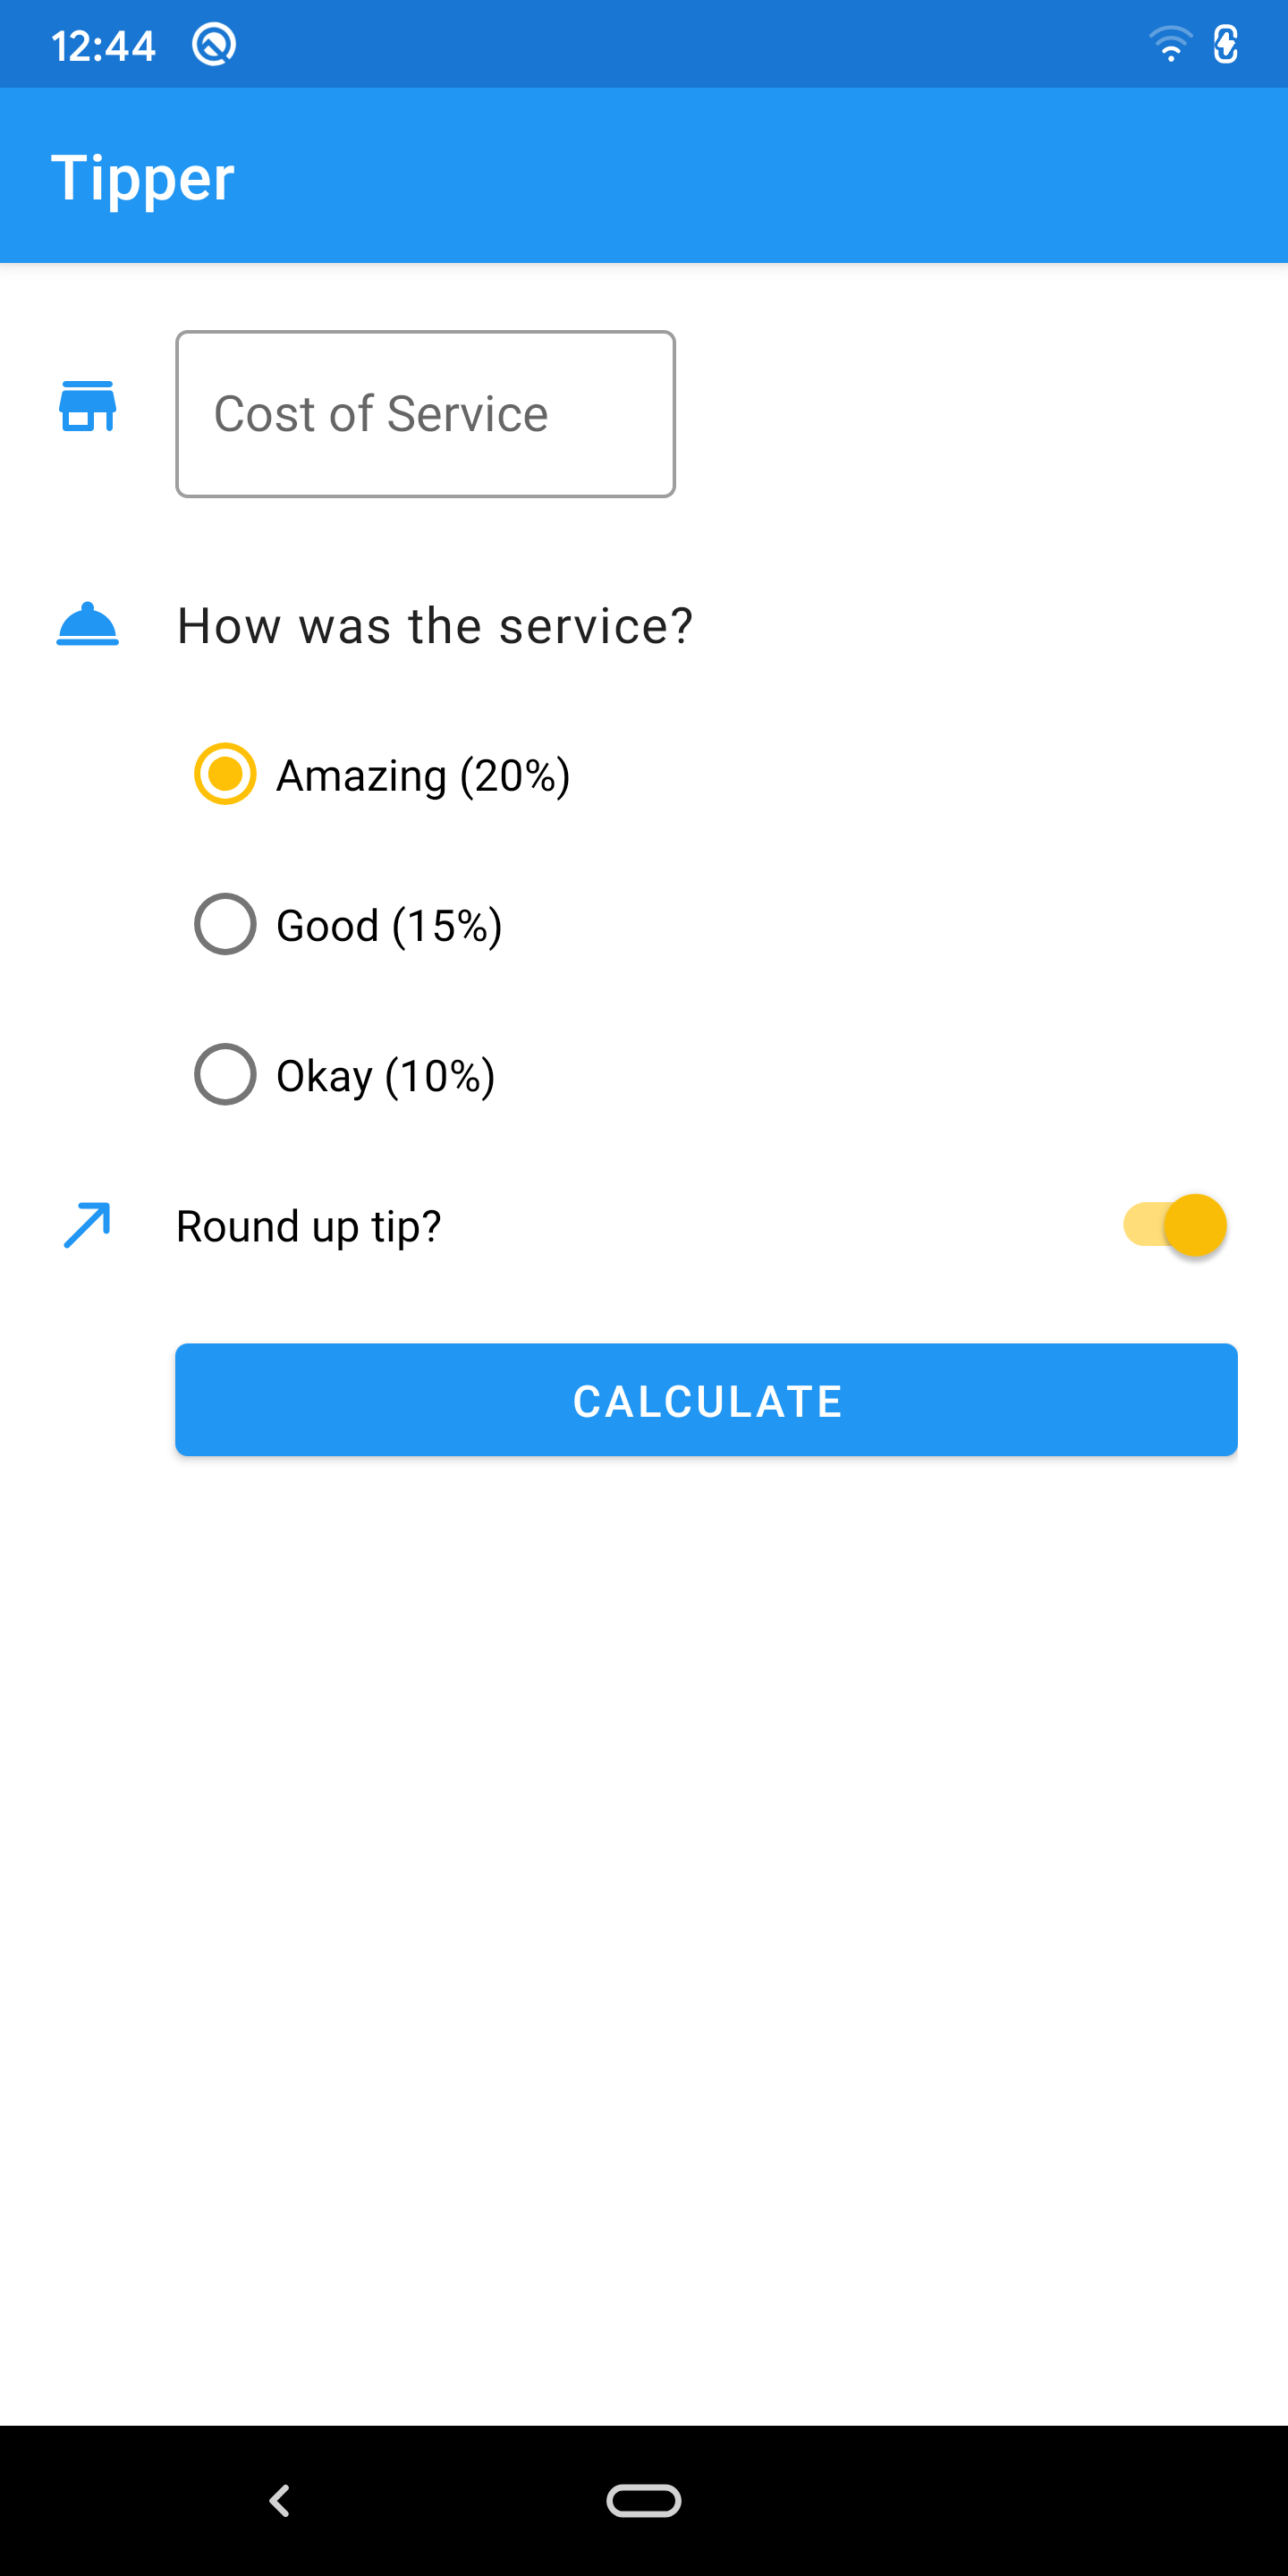 12:44
Tipper
Cost of Service
How was the service?
Amazing (20%)
Good (15%)
Okay (10%)
Round up tip?
CALCULATE